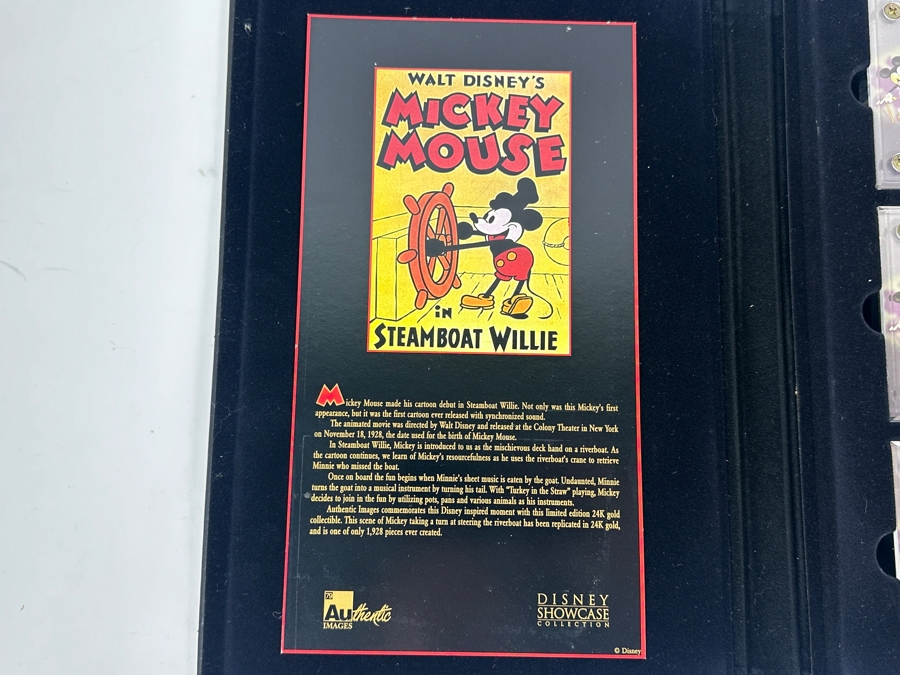 WALT DISNEY'S
MICKEY
MOUSE
IN
STEAMBOAT WILLIE
Mickey Mouse made his cartoon debut in Steamboat Willie. Not only was this Mickey's first
appearance, but it was the first cartoon ever released with synchronized sound.
The animated movie was directed by Walt Disney and released at the Colony Theater in New York
on November 18, 1928, the date used for the birth of Mickey Mouse.
In Steamboat Willie, Mickey is introduced to us as the mischievous deck hand on a riverboat. As
the cartoon continues, we learn of Mickey's resourcefulness as he uses the riverboat's crane to retrieve
Minnie who missed the boat.
Once on board the fun begins when Minnie's sheet music is eaten by the goat. Undaunted, Minnie
turns the goat into a musical instrument by turning his tail. With "Turkey in the Straw" playing, Mickey
decides to join in the fun by utilizing pots, pans and various animals as his instruments.
Authentic Images commemorates this Disney inspired moment with this limited edition 24K gold
collectible. This scene of Mickey taking a turn at steering the riverboat has been replicated in 24K gold,
and is one of only 1,928 pieces ever created.
79
Authentic
IMAGES
DISNEY
SHOWCASE
COLLECTION
© Disney